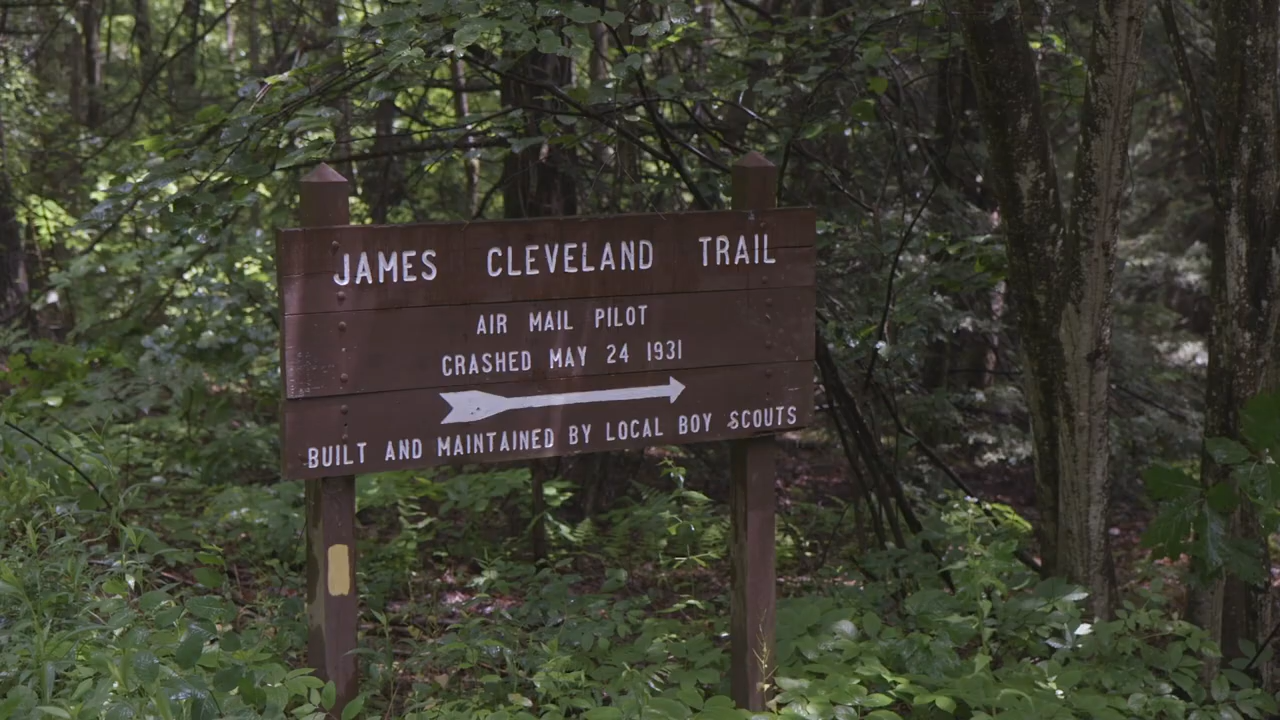 JAMES CLEVELAND TRAIL
AIR MAIL PILOT
CRASHED MAY 24 1931
BUILT AND MAINTAINED BY LOCAL BOY SCOUTS